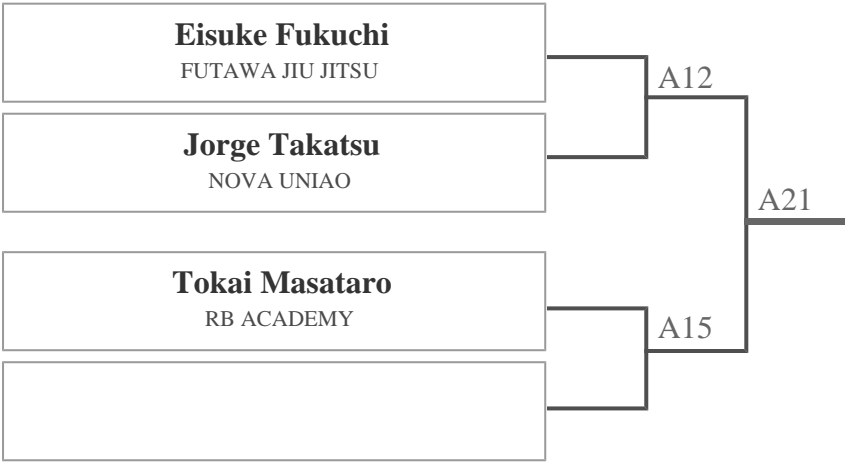 Eisuke Fukuchi
FUTAWA JIU JITSU
A12
Jorge Takatsu
NOVA UNIAO
A21
Tokai Masataro
RB ACADEMY
A15